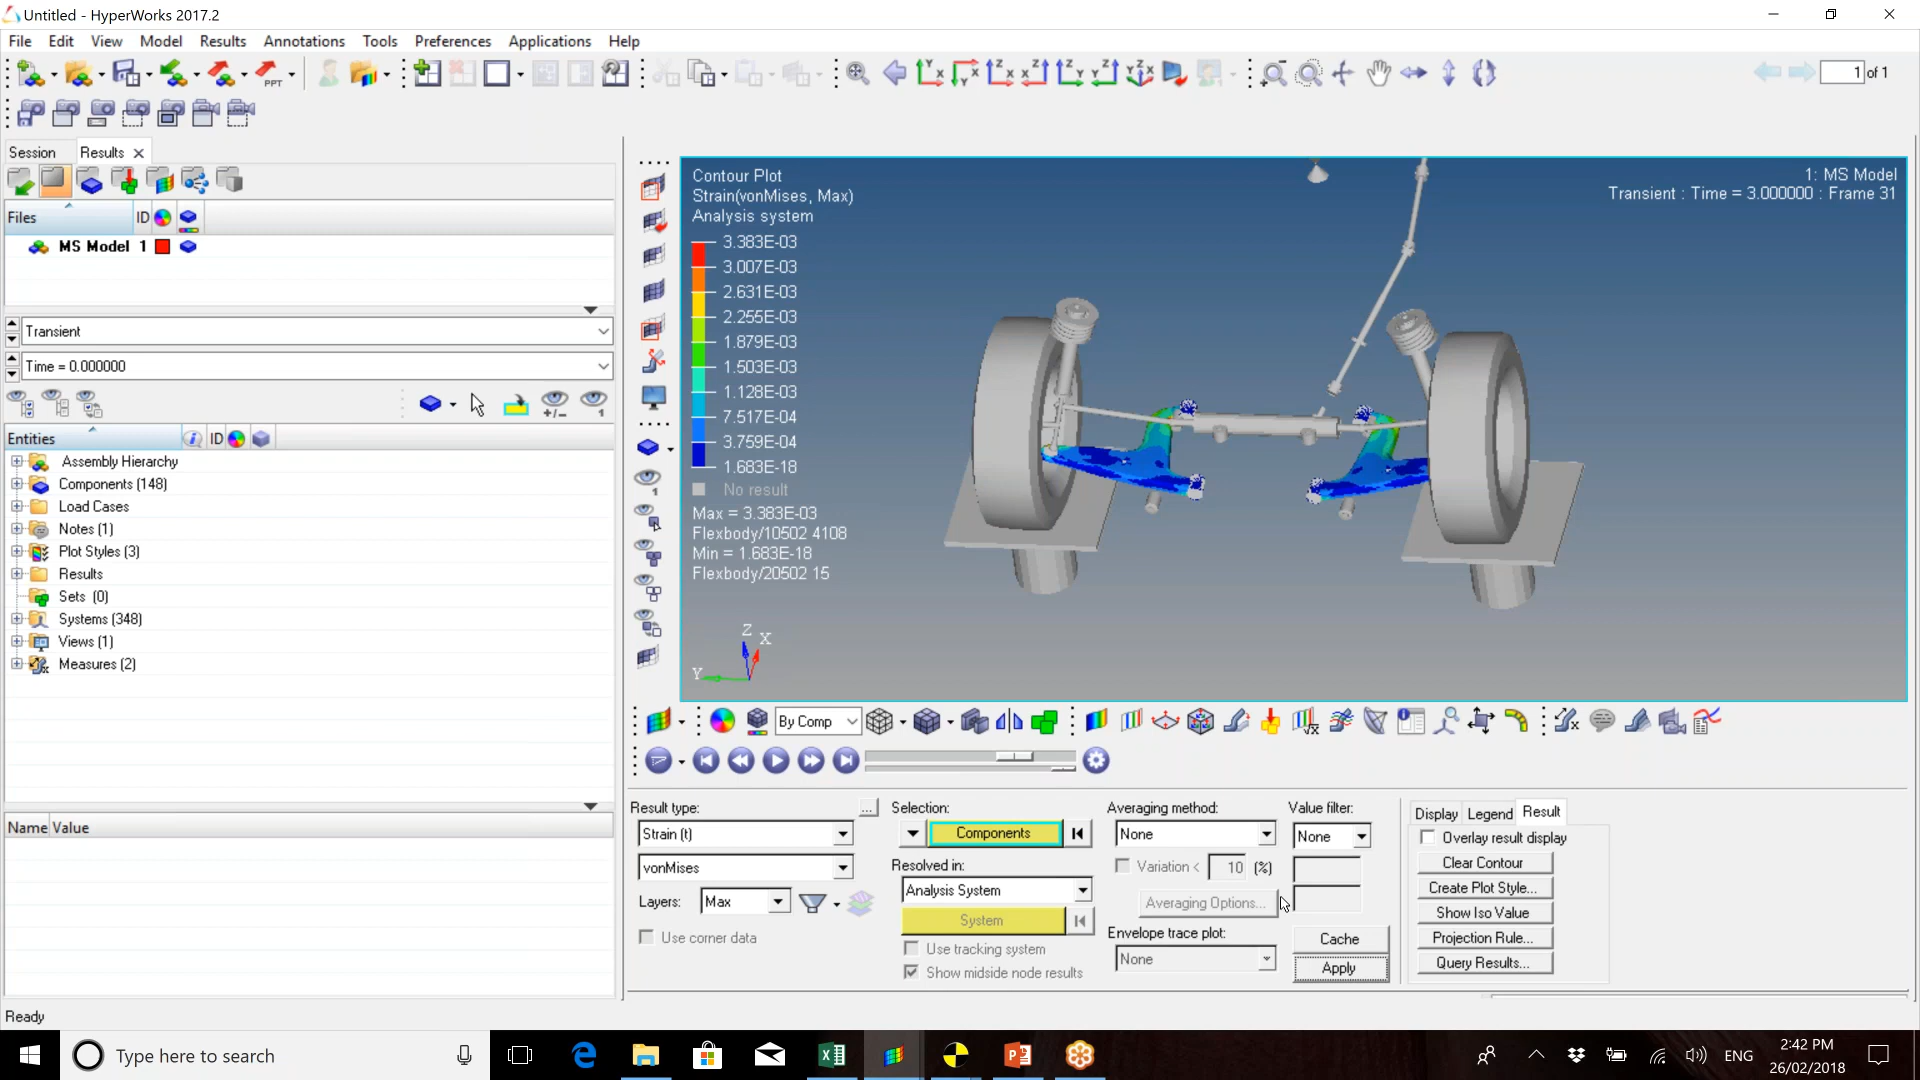 Untitled - HyperWorks 2017.2
File Edit View Model Results Annotations Tools Preferences Applications Help
PPT
1 of 1
Session Results
Files ID
MS Model 1
Transient
Time = 0.000000
Entities ID
Assembly Hierarchy
Components (148)
Load Cases
Notes (1)
Plot Styles (3)
Results
Sets (0)
Systems (348)
Views (1)
Measures (2)
Name Value
Contour Plot
Strain(vonMises, Max)
Analysis system
3.383E-03
3.007E-03
2.631E-03
2.255E-03
1.879E-03
1.503E-03
1.128E-03
7.517E-04
3.759E-04
1.683E-18
No result
Max = 3.383E-03
Flexbody/10502 4108
Min = 1.683E-18
Flexbody/20502 15
1: MS Model
Transient : Time = 3.000000 : Frame 31
Z
X
Y
By Comp
Result type:
Strain (t)
vonMises
Layers: Max
Use corner data
Selection:
Components
Resolved in:
Analysis System
System
Use tracking system
Show midside node results
Averaging method:
None
Variation < 10 (%)
Averaging Options...
Envelope trace plot:
None
Value filter:
None
Cache
Apply
Display Legend Result
Overlay result display
Clear Contour
Create Plot Style...
Show Iso Value
Projection Rule...
Query Results...
Ready
Type here to search
ENG
2:42 PM
26/02/2018